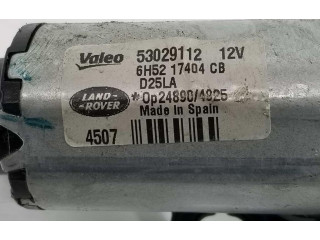 Valeo 53029112 12V
6H52 17404 CB
D25LA
LAND ROVER *Op24890/4925
Made in Spain
4507